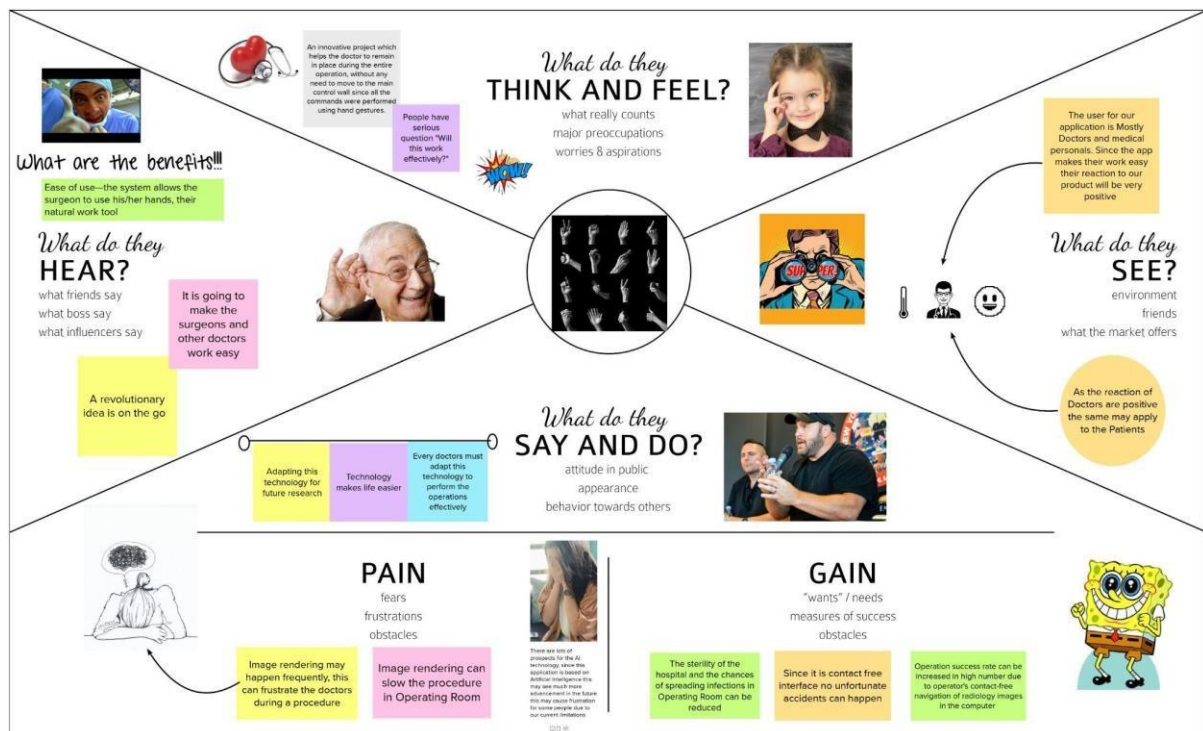 An innovative project which
helps the doctor to remain
in place during the entire
operation, without any
need to move to the main
control wall since all the
commands were performed
using hand gestures.
People have
serious
question "Will
this work
effectively?"
WOW!
What do they
THINK AND FEEL?
what really counts
major preoccupations
worries & aspirations
What are the benefits!!!
Ease of use—the system allows the
surgeon to use his/her hands, their
natural work tool
What do they
HEAR?
what friends say
what boss say
what influencers say
It is going to
make the
surgeons and
other doctors
work easy
A revolutionary
idea is on the go
The user for our
application is Mostly
Doctors and medical
personals. Since the app
makes their work easy
their reaction to our
product will be very
positive
SUPER!
What do they
SEE?
environment
friends
what the market offers
As the reaction of
Doctors are positive
the same may apply
to the Patients
What do they
SAY AND DO?
attitude in public
appearance
behavior towards others
Adapting this
technology for
future research
Technology
makes life easier
Every doctors must
adapt this
technology to
perform the
operations
effectively
PAIN
fears
frustrations
obstacles
Image rendering may
happen frequently, this
can frustrate the doctors
during a procedure
Image rendering can
slow the procedure
in Operating Room
There are lots of
prospects for the AI
technology, since this
application is based on
Artificial Intelligence this
may see much more
advancement in the future
this may cause frustration
for some people due to
our current limitations
GAIN
"wants" / needs
measures of success
obstacles
The sterility of the
hospital and the chances
of spreading infections in
Operating Room can be
reduced
Since it is contact free
interface no unfortunate
accidents can happen
Operation success rate can be
increased in high number due
to operator's contact-free
navigation of radiology images
in the computer